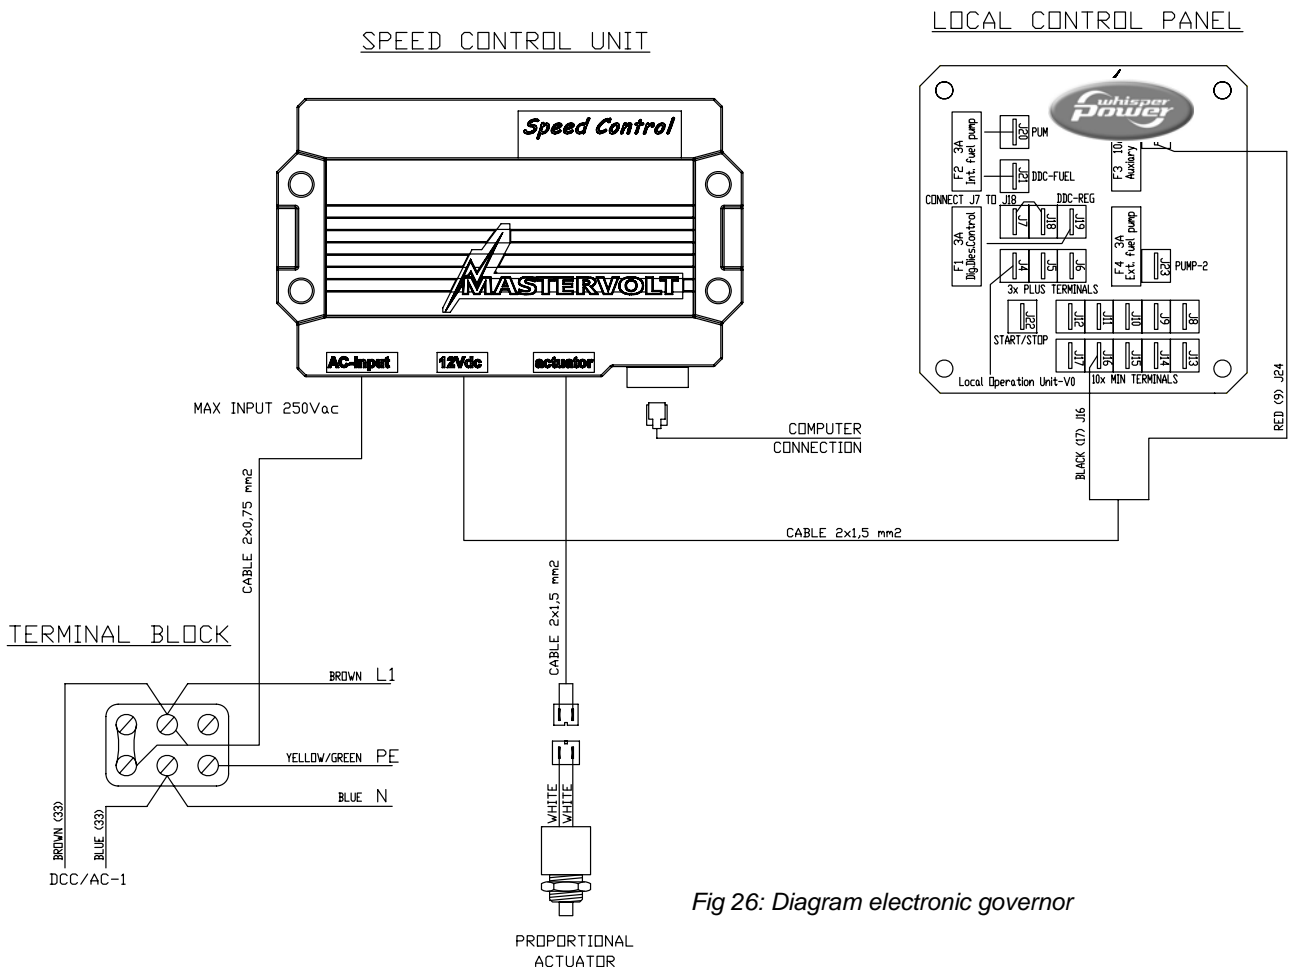 LOCAL CONTROL PANEL
SPEED CONTROL UNIT
Speed Control
MASTERVOLT
AC-Input
12Vdc
actuator
whisper
Power
F2 3A
Int. fuel pump
J20
PUM
J21
DDC-FUEL
F3 10
Auxiary
CONNECT J7 TO J18
DDC-REG
F1 3A
Dig.Dies.Control
J7
J18
J19
F4 3A
Ext. fuel pump
J4
J5
J6
J23
PUMP-2
3x PLUS TERMINALS
J22
START/STOP
J12
J11
J10
J9
J8
J17
J16
J15
J14
J13
Local Operation Unit-V0
10x MIN TERMINALS
MAX INPUT 250Vac
COMPUTER
CONNECTION
BLACK (17) J16
RED (9) J24
CABLE 2x0,75 mm2
CABLE 2x1,5 mm2
CABLE 2x1,5 mm2
TERMINAL BLOCK
BROWN L1
YELLOW/GREEN PE
BLUE N
BROWN (33)
BLUE (33)
DCC/AC-1
WHITE
WHITE
PROPORTIONAL
ACTUATOR
Fig 26: Diagram electronic governor